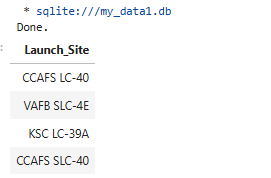 * sqlite:///my_data1.db
Done.
Launch_Site
CCAFS LC-40
VAFB SLC-4E
KSC LC-39A
CCAFS SLC-40